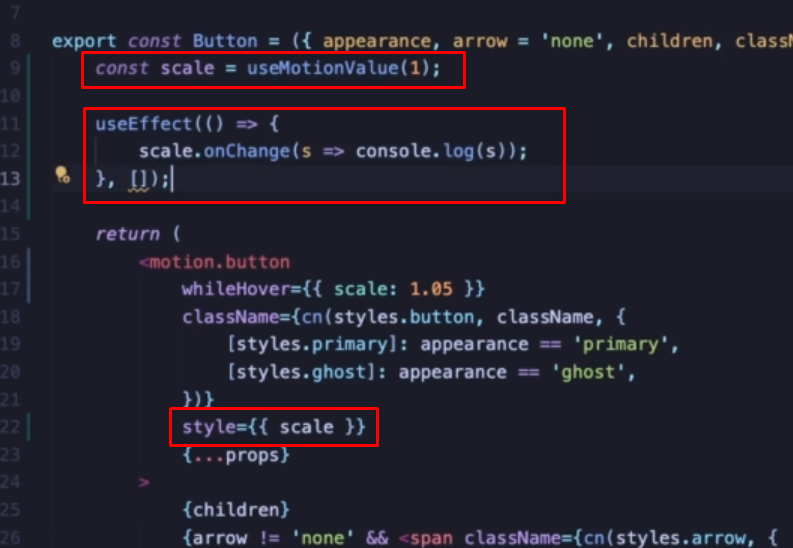 7
8 export const Button = ({ appearance, arrow = 'none', children, class
9 const scale = useMotionValue(1);
10
11 useEffect(() => {
12 scale.onChange(s => console.log(s));
13 }, []);
14
15 return (
16 <motion.button
17 whileHover={{ scale: 1.05 }}
18 className={cn(styles.button, className, {
19 [styles.primary]: appearance == 'primary',
20 [styles.ghost]: appearance == 'ghost',
21 })}
22 style={{ scale }}
23 {...props}
24 >
25 {children}
26 {arrow != 'none' && <span className={cn(styles.arrow, {